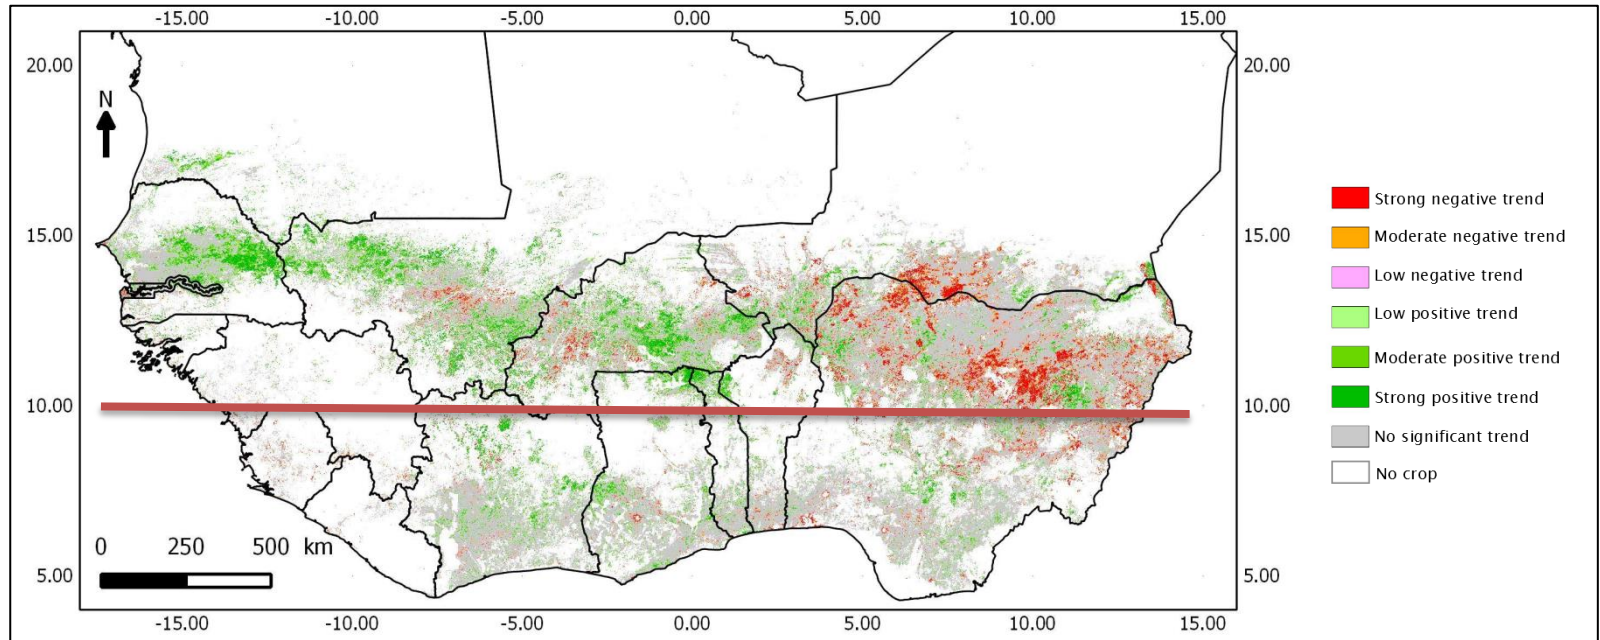 -15.00 -10.00 -5.00 0.00 5.00 10.00 15.00
20.00 20.00
N
15.00 15.00
10.00 10.00
0 250 500 km
5.00 5.00
-15.00 -10.00 -5.00 0.00 5.00 10.00 15.00
Strong negative trend
Moderate negative trend
Low negative trend
Low positive trend
Moderate positive trend
Strong positive trend
No significant trend
No crop